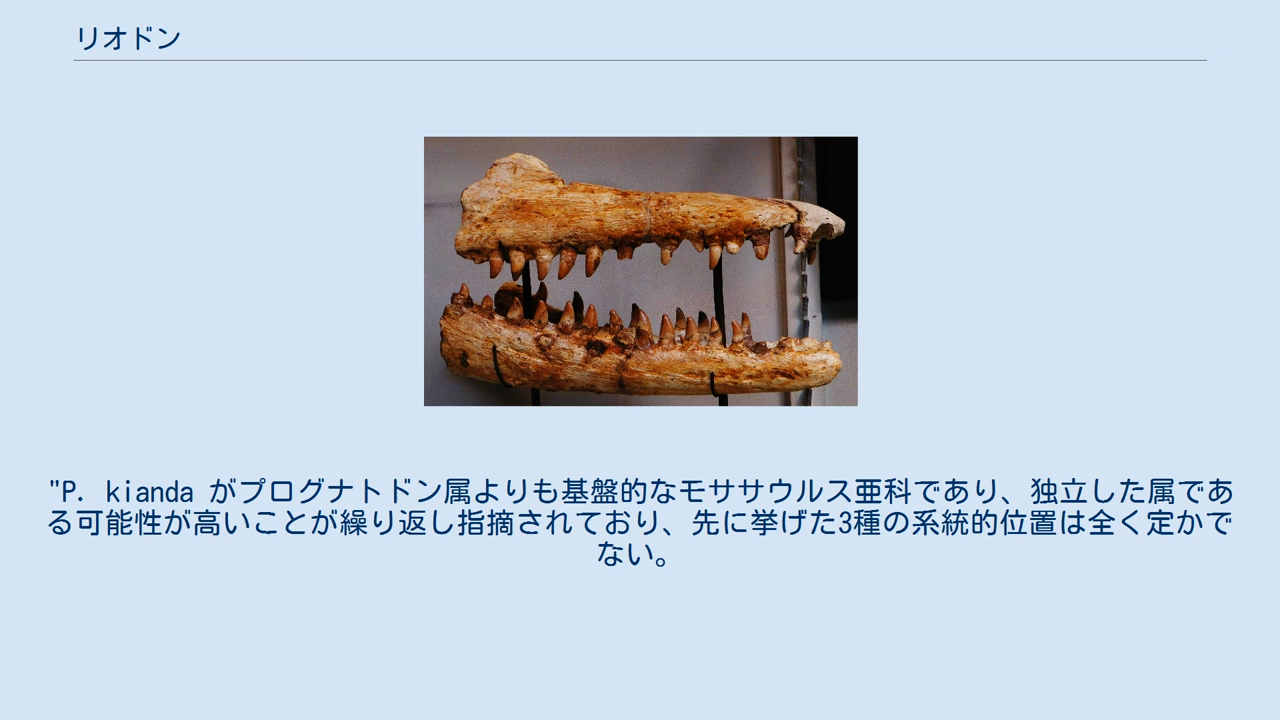 リオドン
"P. kianda がプログナトドン属よりも基盤的なモササウルス亜科であり、独立した属であ
る可能性が高いことが繰り返し指摘されており、先に挙げた3種の系統的位置は全く定かで
ない。